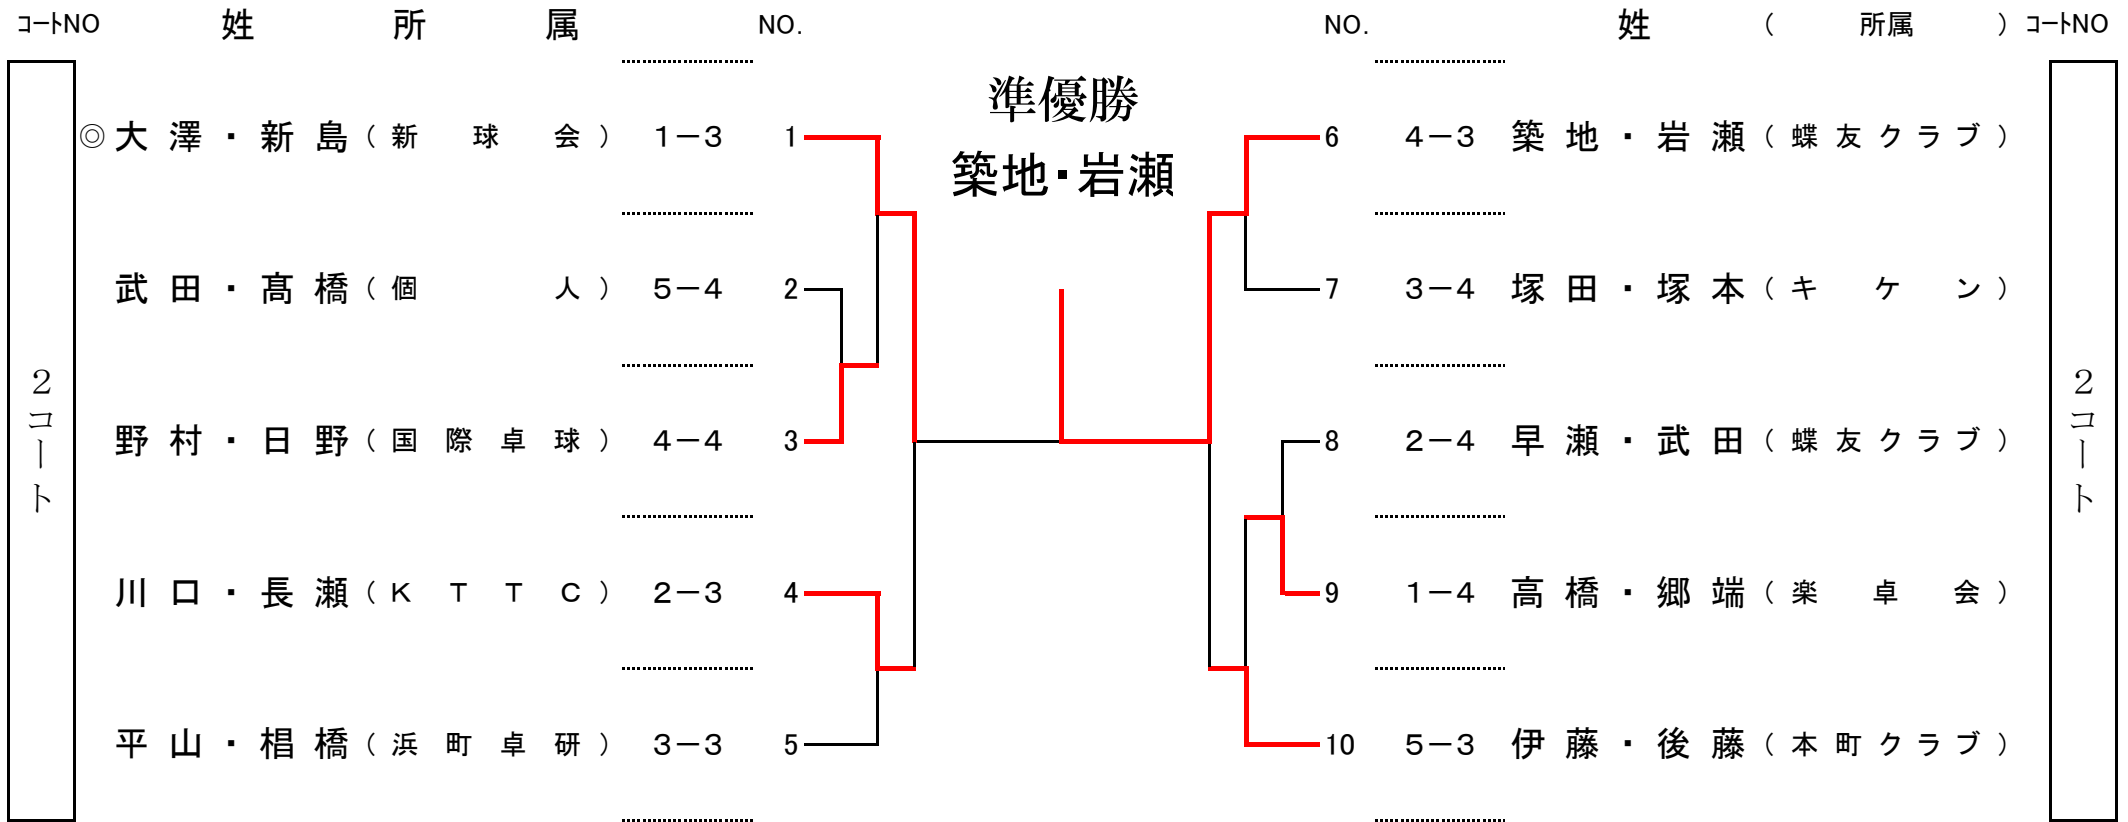 コートNO 姓 所 属 NO. NO. 姓 （ 所属 ） コートNO
準優勝
◎ 大澤・新島 （新球会） 1－3 1 6 4－3 築地・岩瀬 （蝶友クラブ）
築地・岩瀬
武田・髙橋 （個人） 5－4 2 7 3－4 塚田・塚本 （キケン）
2コート 2コート
野村・日野 （国際卓球） 4－4 3 8 2－4 早瀬・武田 （蝶友クラブ）
川口・長瀬 （KTTC） 2－3 4 9 1－4 高橋・郷端 （楽卓会）
平山・椙橋 （浜町卓研） 3－3 5 10 5－3 伊藤・後藤 （本町クラブ）